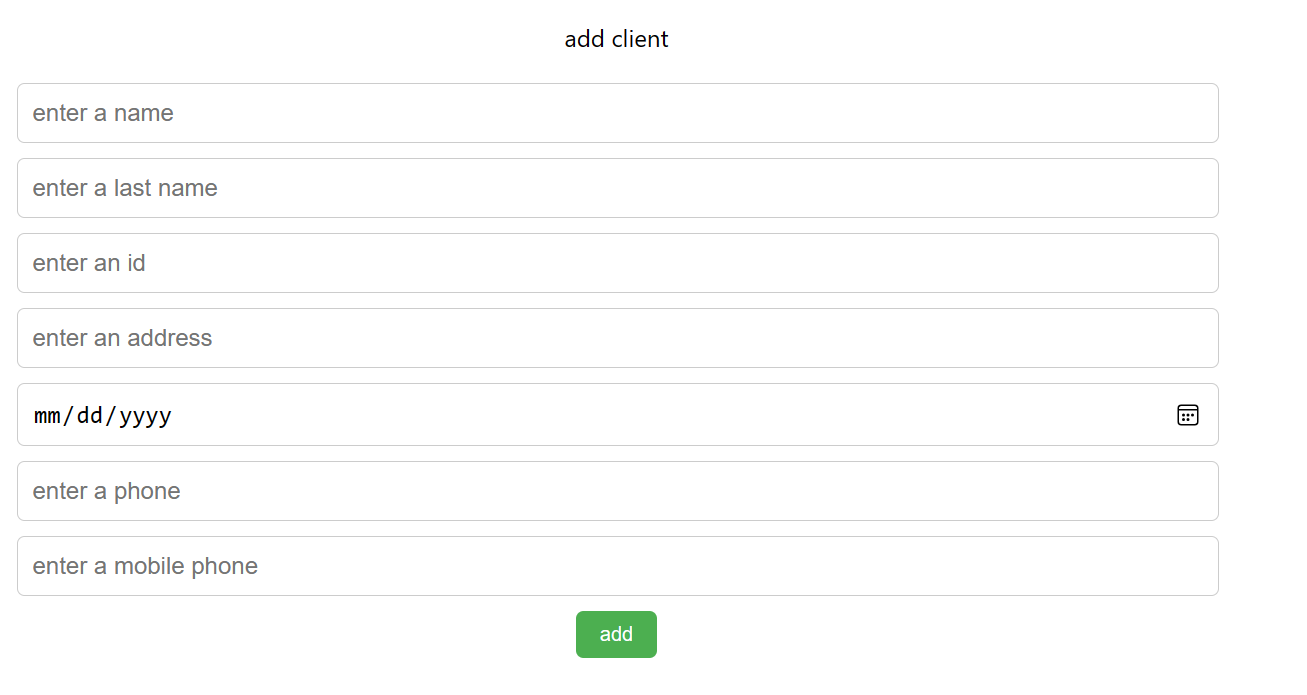 add client
enter a name
enter a last name
enter an id
enter an address
mm/dd/yyyy
enter a phone
enter a mobile phone
add